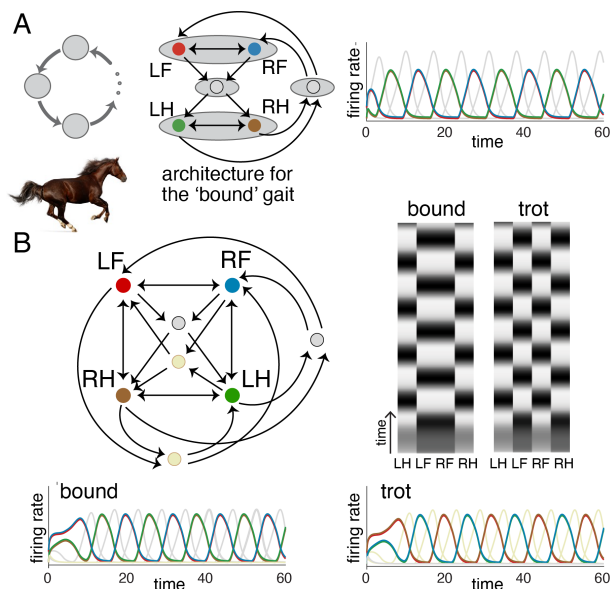 A
LF
RF
LH
RH
architecture for
the ‘bound’ gait
firing rate
0
20
40
60
time
B
LF
RF
RH
LH
bound
trot
time
LH LF RF RH
LH LF RF RH
bound
firing rate
0
20
40
60
time
trot
firing rate
0
20
40
60
time